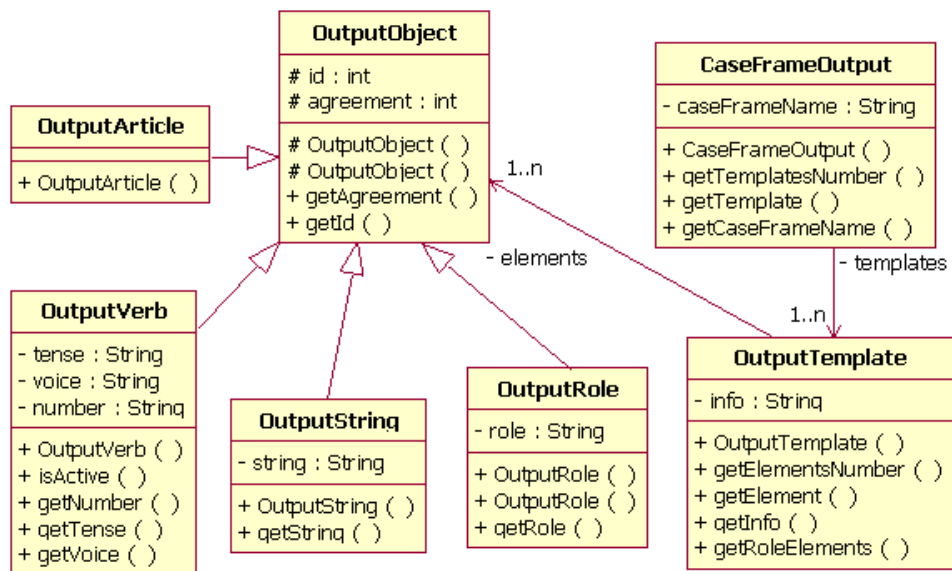 OutputObject
# id : int
# agreement : int
# OutputObject ( )
# OutputObject ( )
+ getAgreement ( )
+ getId ( )
CaseFrameOutput
- caseFrameName : String
+ CaseFrameOutput ( )
+ getTemplatesNumber ( )
+ getTemplate ( )
+ getCaseFrameName ( )
OutputArticle
+ OutputArticle ( )
1..n
- elements
- templates
1..n
OutputVerb
- tense : String
- voice : String
- number : String
+ OutputVerb ( )
+ isActive ( )
+ getNumber ( )
+ getTense ( )
+ getVoice ( )
OutputString
- string : String
+ OutputString ( )
+ getString ( )
OutputRole
- role : String
+ OutputRole ( )
+ OutputRole ( )
+ getRole ( )
OutputTemplate
- info : String
+ OutputTemplate ( )
+ getElementsNumber ( )
+ getElement ( )
+ getInfo ( )
+ getRoleElements ( )